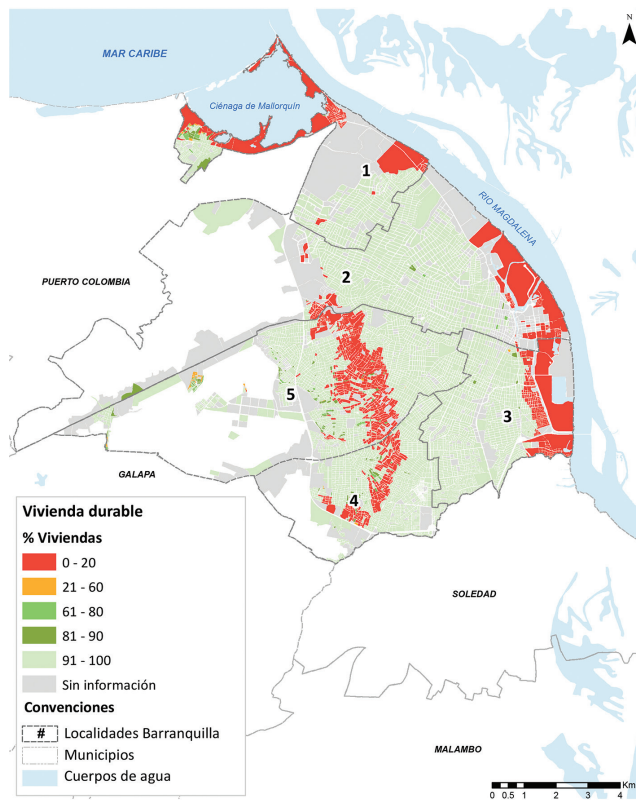 N
MAR CARIBE
Ciénaga de Mallorquín
1
RIO MAGDALENA
2
PUERTO COLOMBIA
5
3
GALAPA
4
Vivienda durable
% Viviendas
0 - 20
21 - 60
61 - 80
81 - 90
91 - 100
Sin información
Convenciones
# Localidades Barranquilla
Municipios
Cuerpos de agua
SOLEDAD
MALAMBO
Km
0 0.5 1 2 3 4